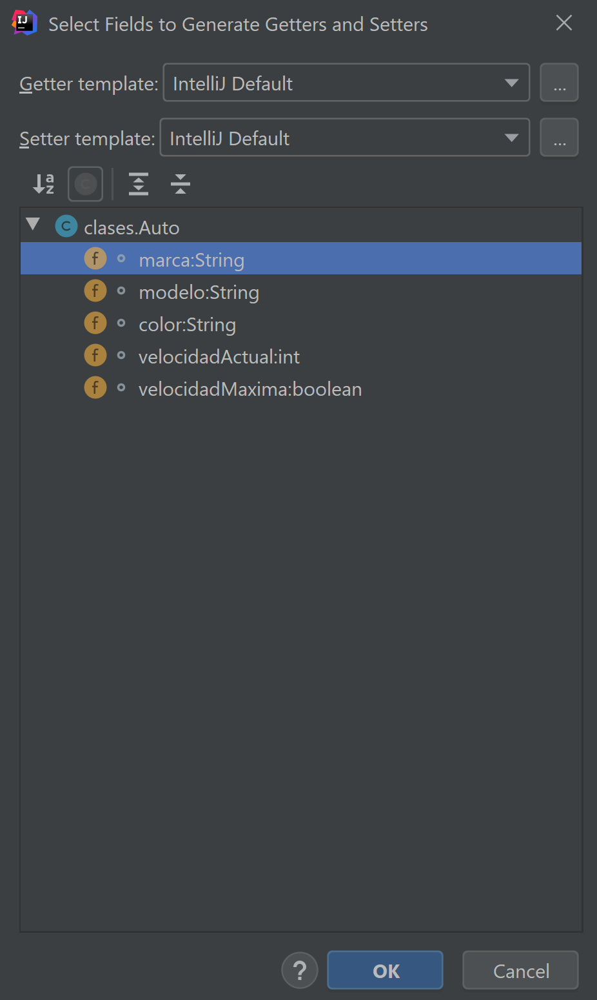 IJ
Select Fields to Generate Getters and Setters
Getter template: IntelliJ Default ...
Setter template: IntelliJ Default ...
a
z
C
C clases.Auto
f marca:String
f modelo:String
f color:String
f velocidadActual:int
f velocidadMaxima:boolean
? OK Cancel